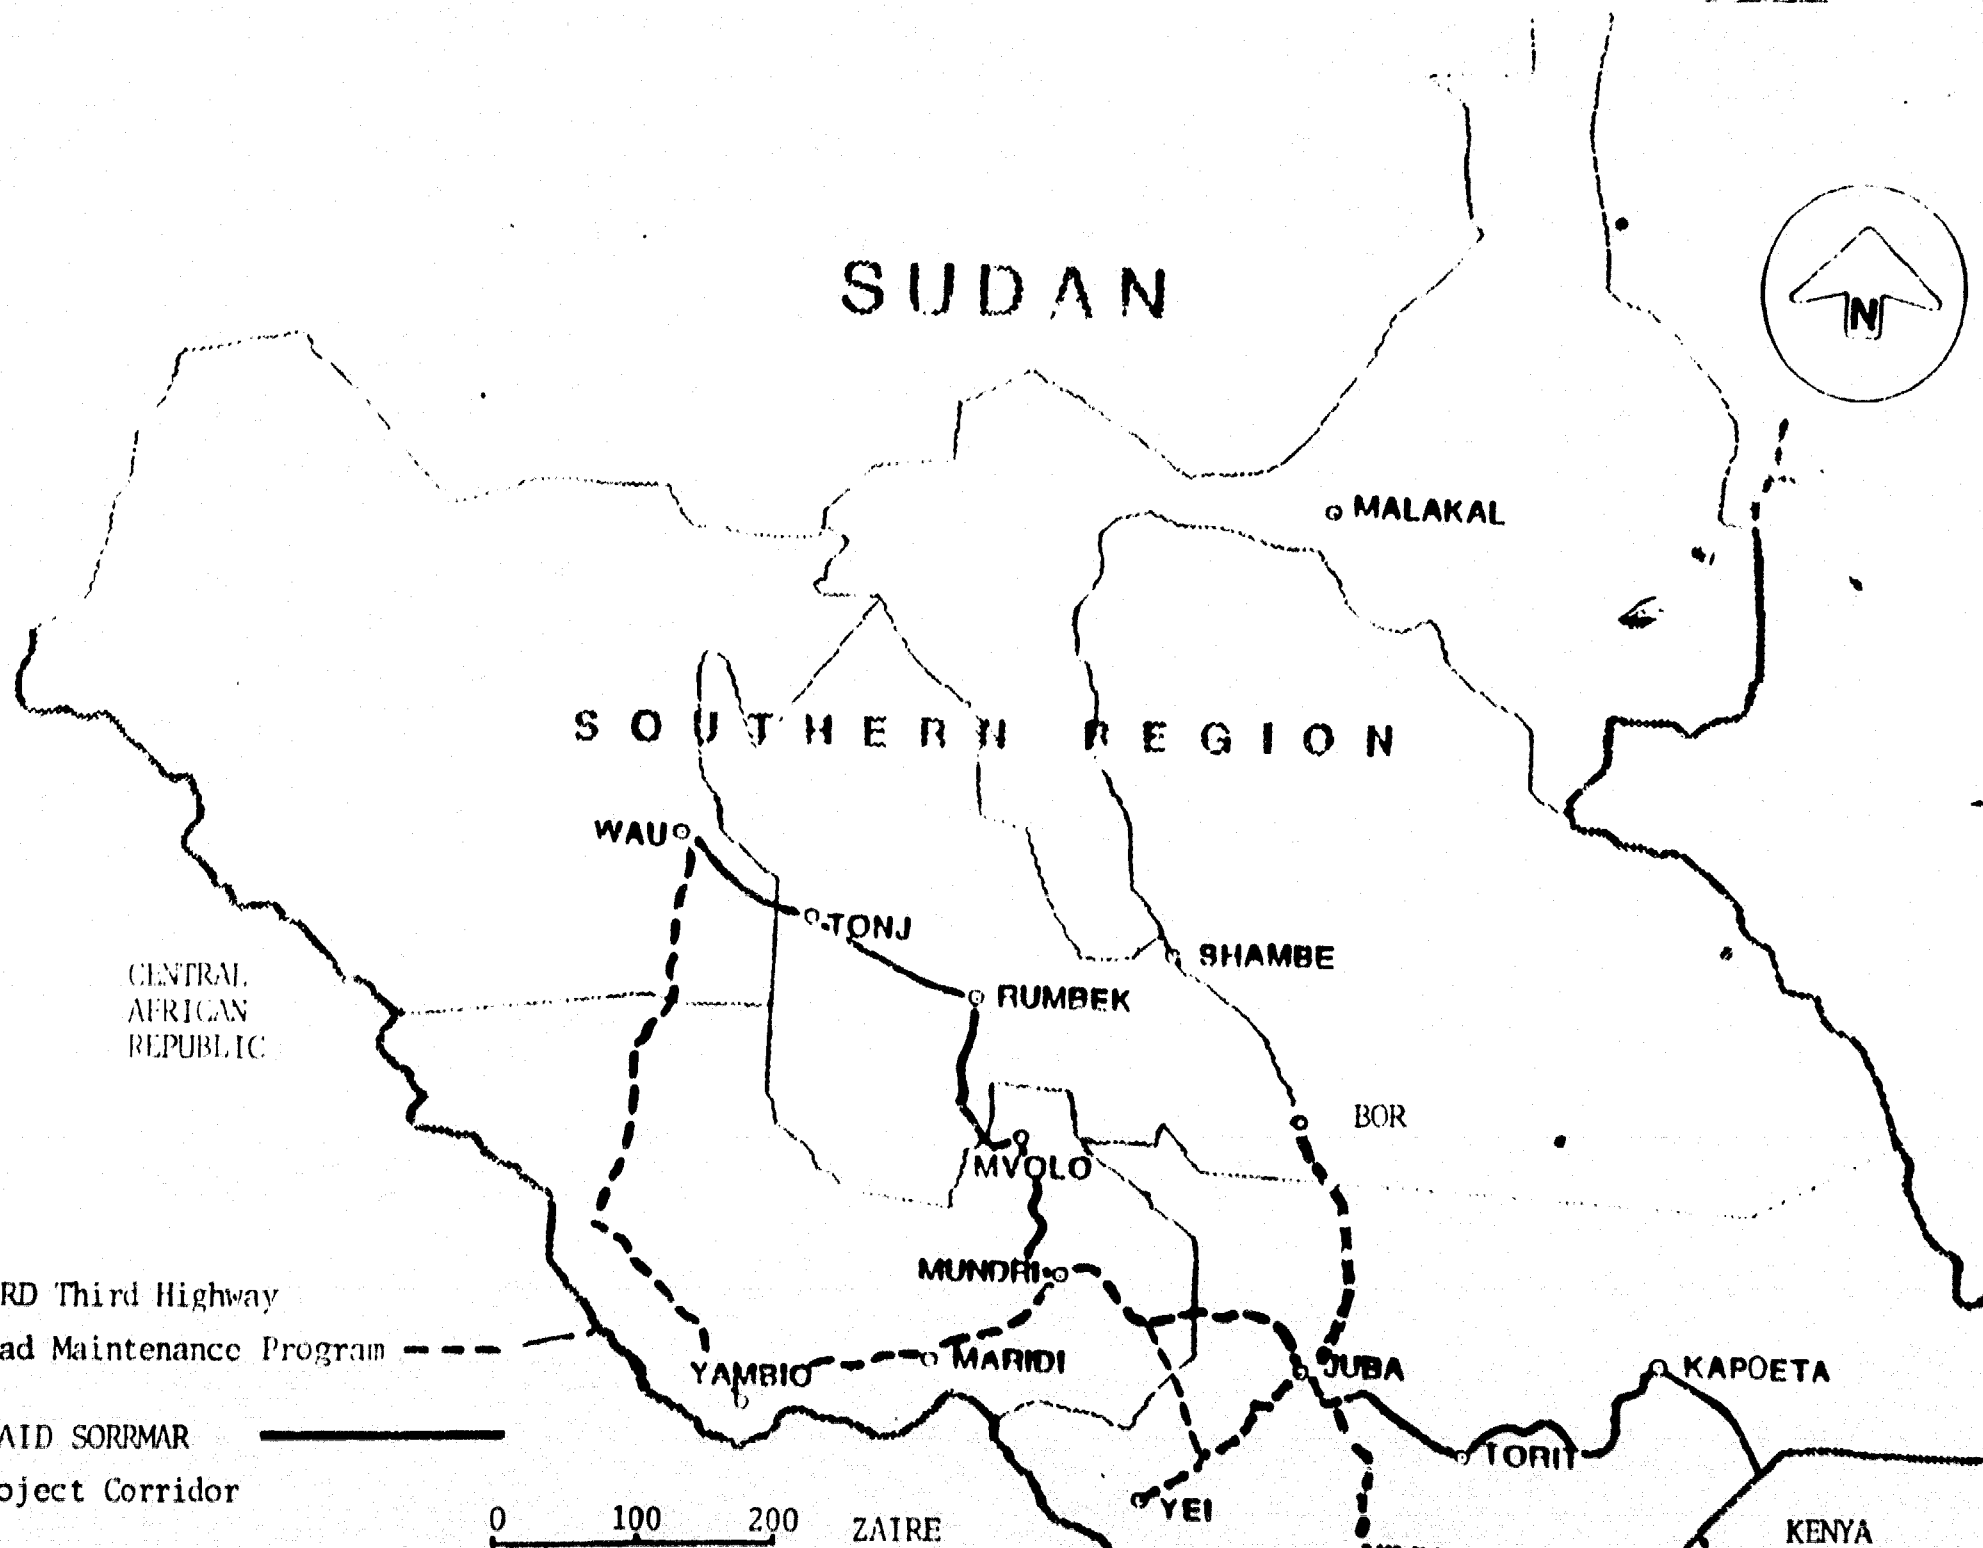 SUDAN
N
MALAKAL
SOUTHERN REGION
WAU
TONJ
SHAMBE
CENTRAL
AFRICAN
REPUBLIC
RUMBEK
BOR
MVOLO
MUNDRI
RD Third Highway
ad Maintenance Program
YAMBIO
MARIDI
JUBA
KAPOETA
AID SORRMAR
TORIT
oject Corridor
YEI
0 100 200
ZAIRE
KENYA